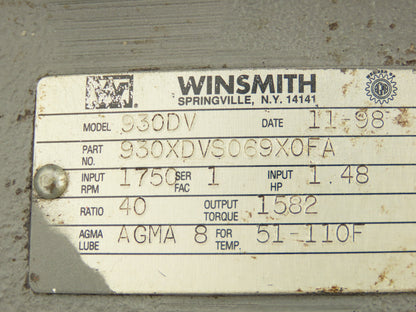 WINSMITH
SPRINGVILLE, N.Y. 14141
MODEL 930DV DATE 11-98
PART NO. 930XDVS069X0FA
INPUT RPM 1750 SER FAC 1 INPUT HP 1.48
RATIO 40 OUTPUT TORQUE 1582
AGMA LUBE AGMA 8 FOR TEMP. 51-110F